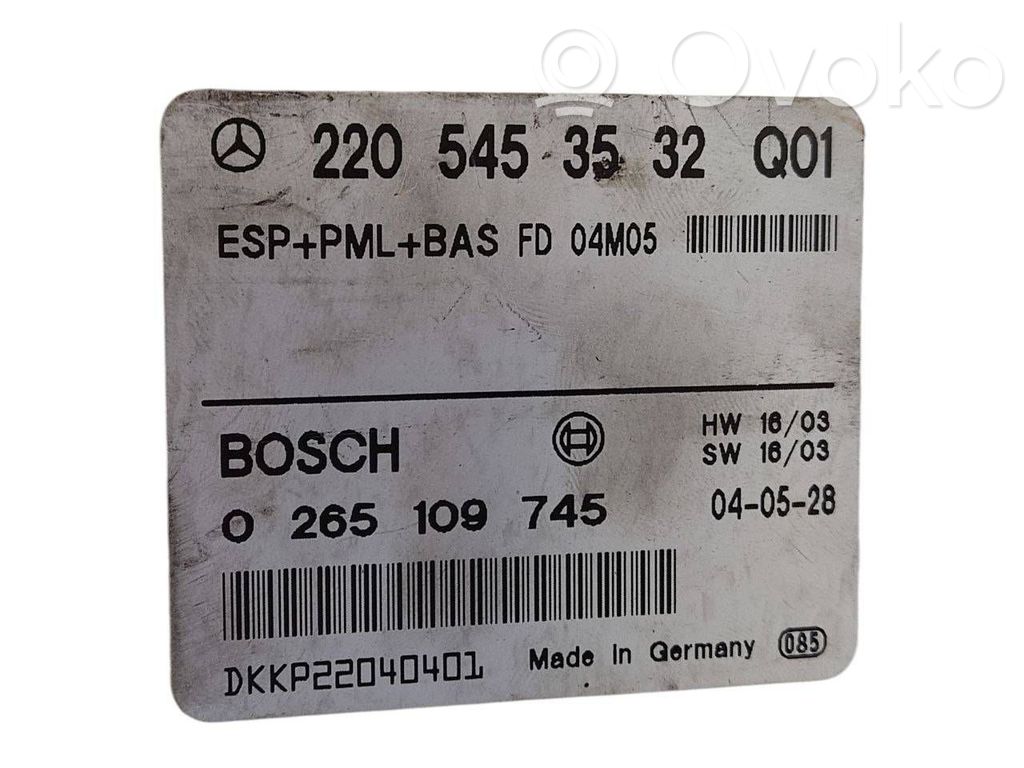 Ovoko
220 545 35 32 Q01
ESP+PML+BAS FD 04M05
BOSCH
HW 16/03
SW 16/03
0 265 109 745
04-05-28
DKKP22040401
Made in Germany 085